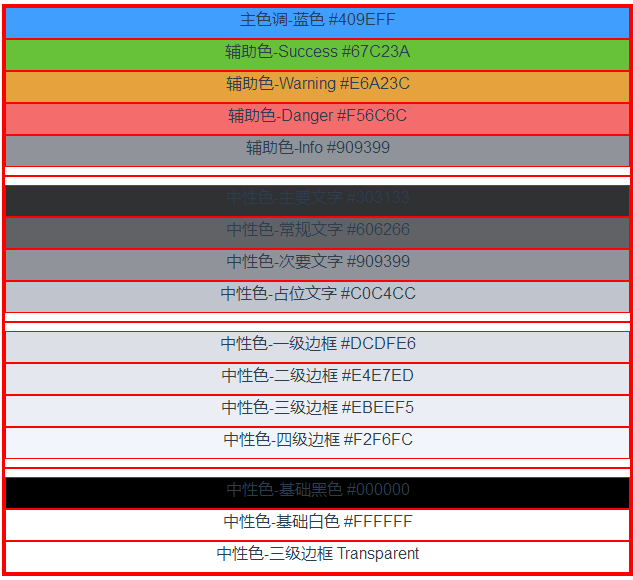 主色调-蓝色 #409EFF
辅助色-Success #67C23A
辅助色-Warning #E6A23C
辅助色-Danger #F56C6C
辅助色-Info #909399
中性色-主要文字 #303133
中性色-常规文字 #606266
中性色-次要文字 #909399
中性色-占位文字 #C0C4CC
中性色-一级边框 #DCDFE6
中性色-二级边框 #E4E7ED
中性色-三级边框 #EBEEF5
中性色-四级边框 #F2F6FC
中性色-基础黑色 #000000
中性色-基础白色 #FFFFFF
中性色-三级边框 Transparent